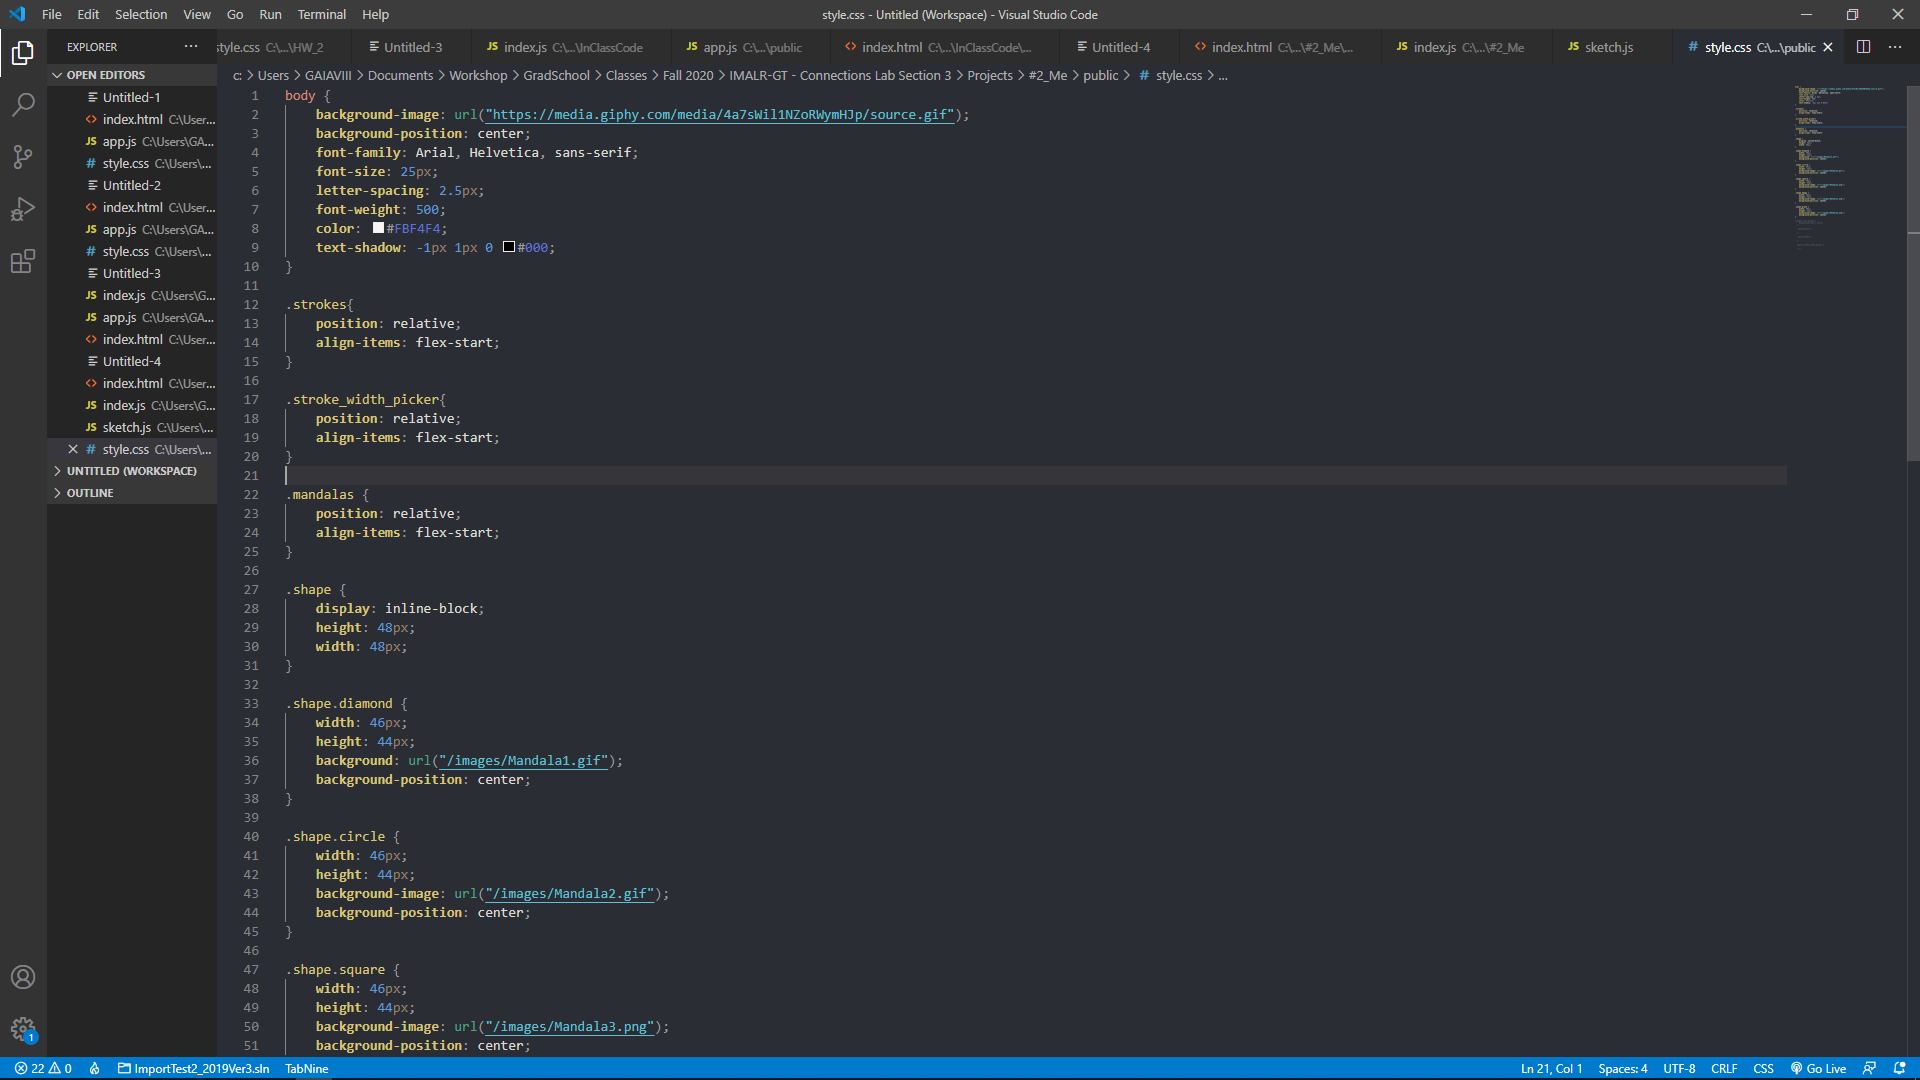 File Edit Selection View Go Run Terminal Help
style.css - Untitled (Workspace) - Visual Studio Code
EXPLORER
style.css C:\...\HW_2 Untitled-3 JS index.js C:\...\InClassCode JS app.js C:\...\public <> index.html C:\...\InClassCode\... Untitled-4 <> index.html C:\...\#2_Me\... JS index.js C:\...\#2_Me JS sketch.js # style.css C:\...\public
c: > Users > GAIAVIII > Documents > Workshop > GradSchool > Classes > Fall 2020 > IMALR-GT - Connections Lab Section 3 > Projects > #2_Me > public > # style.css > ...
OPEN EDITORS
Untitled-1
<> index.html C:\User...
JS app.js C:\Users\GA...
# style.css C:\Users\...
Untitled-2
<> index.html C:\User...
JS app.js C:\Users\GA...
# style.css C:\Users\...
Untitled-3
JS index.js C:\Users\G...
JS app.js C:\Users\GA...
<> index.html C:\User...
Untitled-4
<> index.html C:\User...
JS index.js C:\Users\G...
JS sketch.js C:\Users\...
# style.css C:\Users\...
UNTITLED (WORKSPACE)
OUTLINE
1 body {
2 background-image: url("https://media.giphy.com/media/4a7sWil1NZoRWymHJp/source.gif");
3 background-position: center;
4 font-family: Arial, Helvetica, sans-serif;
5 font-size: 25px;
6 letter-spacing: 2.5px;
7 font-weight: 500;
8 color: #FBF4F4;
9 text-shadow: -1px 1px 0 #000;
10 }
11
12 .strokes{
13 position: relative;
14 align-items: flex-start;
15 }
16
17 .stroke_width_picker{
18 position: relative;
19 align-items: flex-start;
20 }
21
22 .mandalas {
23 position: relative;
24 align-items: flex-start;
25 }
26
27 .shape {
28 display: inline-block;
29 height: 48px;
30 width: 48px;
31 }
32
33 .shape.diamond {
34 width: 46px;
35 height: 44px;
36 background: url("/images/Mandala1.gif");
37 background-position: center;
38 }
39
40 .shape.circle {
41 width: 46px;
42 height: 44px;
43 background-image: url("/images/Mandala2.gif");
44 background-position: center;
45 }
46
47 .shape.square {
48 width: 46px;
49 height: 44px;
50 background-image: url("/images/Mandala3.png");
51 background-position: center;
1
22 0 ImportTest2_2019Ver3.sln TabNine
Ln 21, Col 1 Spaces: 4 UTF-8 CRLF CSS Go Live